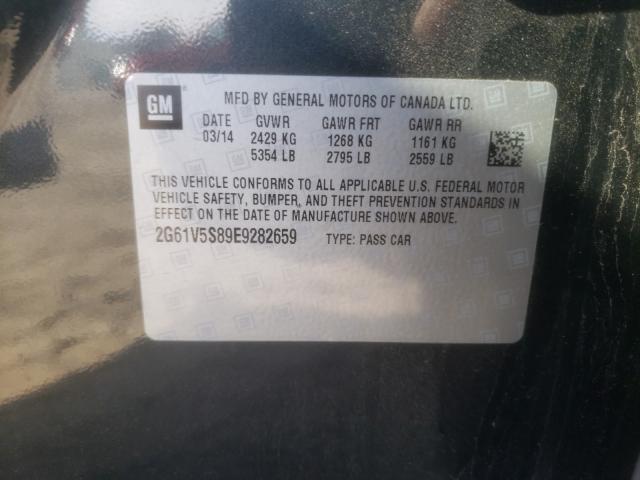 GM
MFD BY GENERAL MOTORS OF CANADA LTD.
DATE GVWR GAWR FRT GAWR RR
03/14 2429 KG 1268 KG 1161 KG
5354 LB 2795 LB 2559 LB
THIS VEHICLE CONFORMS TO ALL APPLICABLE U.S. FEDERAL MOTOR
VEHICLE SAFETY, BUMPER, AND THEFT PREVENTION STANDARDS IN
EFFECT ON THE DATE OF MANUFACTURE SHOWN ABOVE.
2G61V5S89E9282659 TYPE: PASS CAR